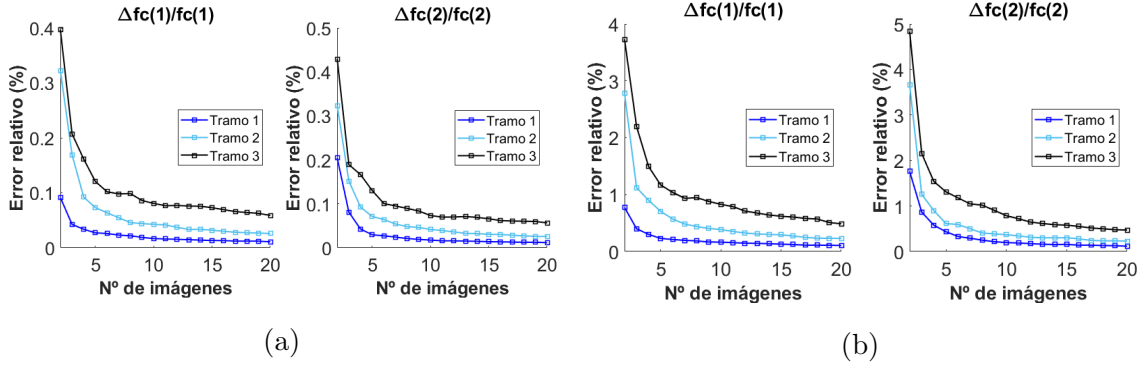 Δfc(1)/fc(1)
Error relativo (%)
0.4
0.3
0.2
0.1
0
5
10
15
20
Nº de imágenes
Tramo 1
Tramo 2
Tramo 3
Δfc(2)/fc(2)
Error relativo (%)
0.5
0.4
0.3
0.2
0.1
0
5
10
15
20
Nº de imágenes
Tramo 1
Tramo 2
Tramo 3
(a)
Δfc(1)/fc(1)
Error relativo (%)
4
3
2
1
0
5
10
15
20
Nº de imágenes
Tramo 1
Tramo 2
Tramo 3
Δfc(2)/fc(2)
Error relativo (%)
5
4
3
2
1
0
5
10
15
20
Nº de imágenes
Tramo 1
Tramo 2
Tramo 3
(b)